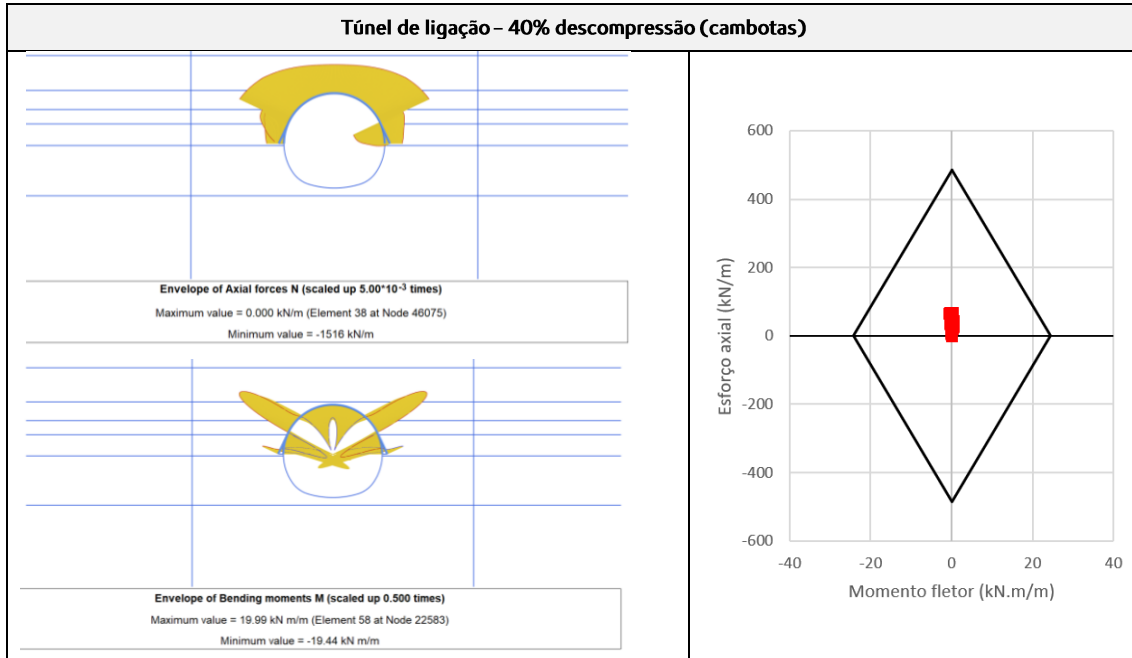 Túnel de ligação – 40% descompressão (cambotas)
Envelope of Axial forces N (scaled up 5.00*10⁻³ times)
Maximum value = 0.000 kN/m (Element 38 at Node 46075)
Minimum value = -1516 kN/m
Envelope of Bending moments M (scaled up 0.500 times)
Maximum value = 19.99 kN m/m (Element 58 at Node 22583)
Minimum value = -19.44 kN m/m
Esforço axial (kN/m)
600
400
200
0
-200
-400
-600
-40 -20 0 20 40
Momento fletor (kN.m/m)